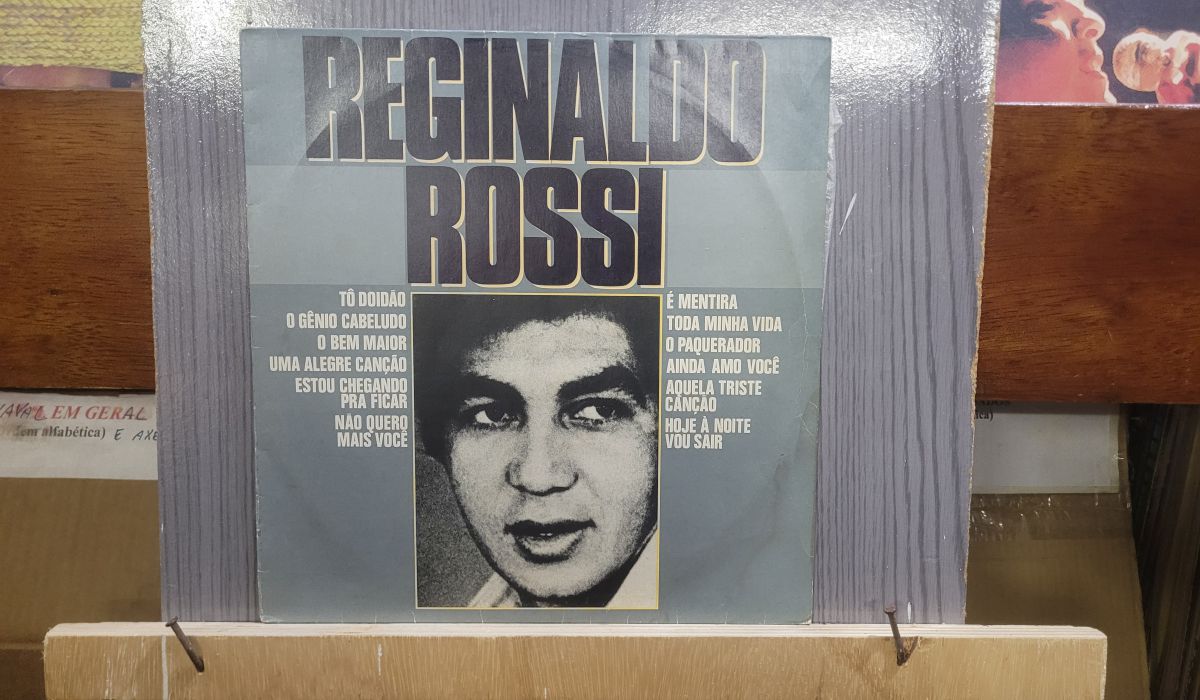 REGINALDO
ROSSI
TÔ DOIDÃO
O GÊNIO CABELUDO
O BEM MAIOR
UMA ALEGRE CANÇÃO
ESTOU CHEGANDO
PRA FICAR
NÃO QUERO
MAIS VOCÊ
É MENTIRA
TODA MINHA VIDA
O PAQUERADOR
AINDA AMO VOCÊ
AQUELA TRISTE
CANÇÃO
HOJE À NOITE
VOU SAIR
EM GERAL
alfabética) E AXÉ